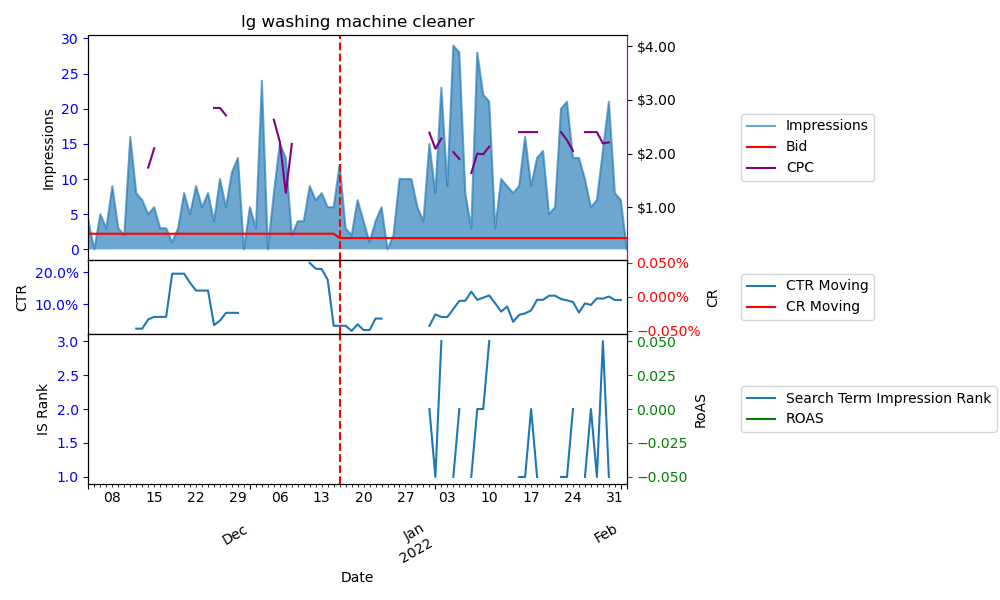 lg washing machine cleaner
30
25
20
15
10
5
0
Impressions
$4.00
$3.00
$2.00
$1.00
Impressions
Bid
CPC
20.0%
10.0%
CTR
0.050%
0.000%
−0.050%
CR
CTR Moving
CR Moving
3.0
2.5
2.0
1.5
1.0
IS Rank
0.050
0.025
0.000
−0.025
−0.050
RoAS
Search Term Impression Rank
ROAS
08 15 22 29 06 13 20 27 03 10 17 24 31
Dec
Jan
2022
Feb
Date